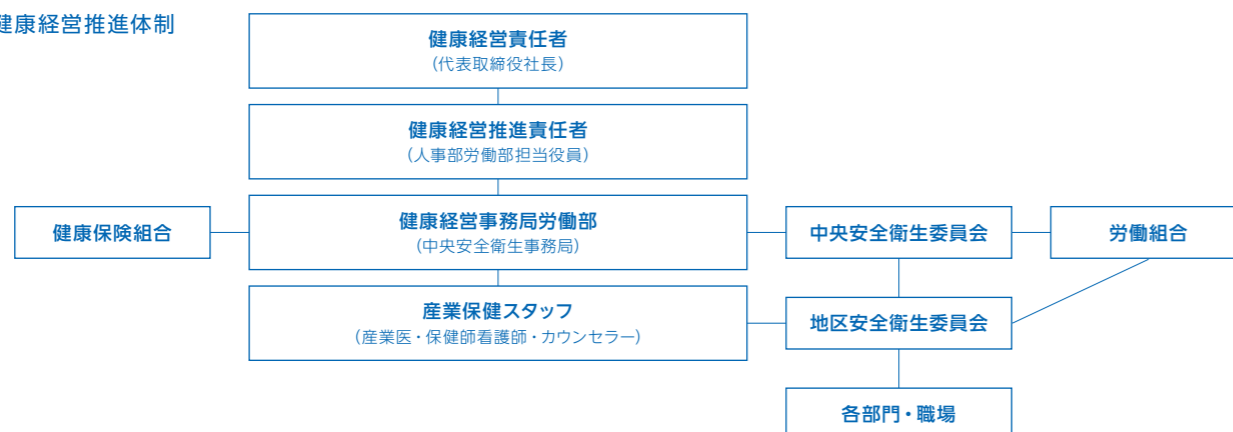 健康経営推進体制
健康経営責任者
（代表取締役社長）
健康経営推進責任者
（人事部労働部担当役員）
健康保険組合
健康経営事務局労働部
（中央安全衛生事務局）
中央安全衛生委員会
労働組合
産業保健スタッフ
（産業医・保健師看護師・カウンセラー）
地区安全衛生委員会
各部門・職場